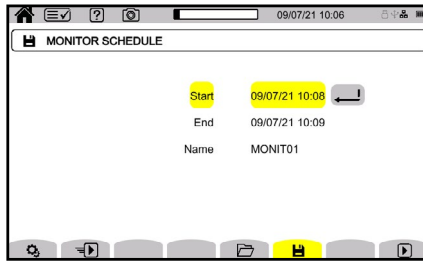 09/07/21 10:06
MONITOR SCHEDULE
Start 09/07/21 10:08
End 09/07/21 10:09
Name MONIT01